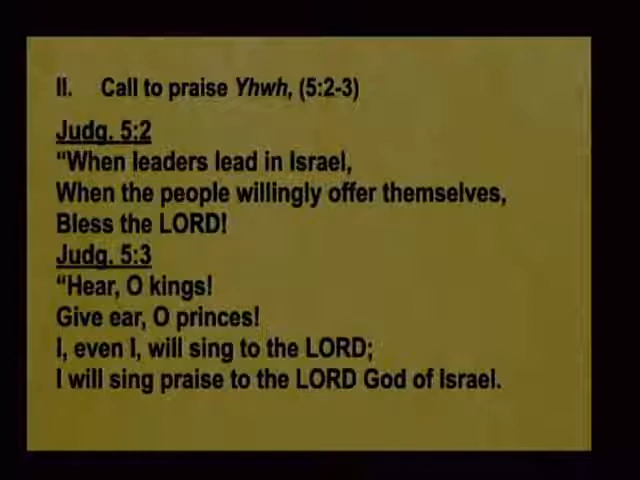 II. Call to praise Yhwh, (5:2-3)
Judg. 5:2
“When leaders lead in Israel,
When the people willingly offer themselves,
Bless the LORD!
Judg. 5:3
“Hear, O kings!
Give ear, O princes!
I, even I, will sing to the LORD;
I will sing praise to the LORD God of Israel.